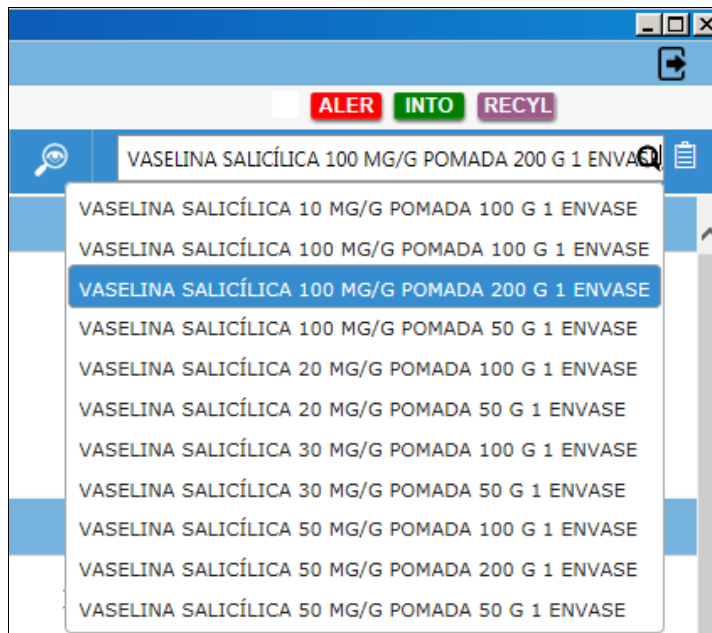 ALER INTO RECYL
VASELINA SALICÍLICA 100 MG/G POMADA 200 G 1 ENVASE
VASELINA SALICÍLICA 10 MG/G POMADA 100 G 1 ENVASE
VASELINA SALICÍLICA 100 MG/G POMADA 100 G 1 ENVASE
VASELINA SALICÍLICA 100 MG/G POMADA 200 G 1 ENVASE
VASELINA SALICÍLICA 100 MG/G POMADA 50 G 1 ENVASE
VASELINA SALICÍLICA 20 MG/G POMADA 100 G 1 ENVASE
VASELINA SALICÍLICA 20 MG/G POMADA 50 G 1 ENVASE
VASELINA SALICÍLICA 30 MG/G POMADA 100 G 1 ENVASE
VASELINA SALICÍLICA 30 MG/G POMADA 50 G 1 ENVASE
VASELINA SALICÍLICA 50 MG/G POMADA 100 G 1 ENVASE
VASELINA SALICÍLICA 50 MG/G POMADA 200 G 1 ENVASE
VASELINA SALICÍLICA 50 MG/G POMADA 50 G 1 ENVASE